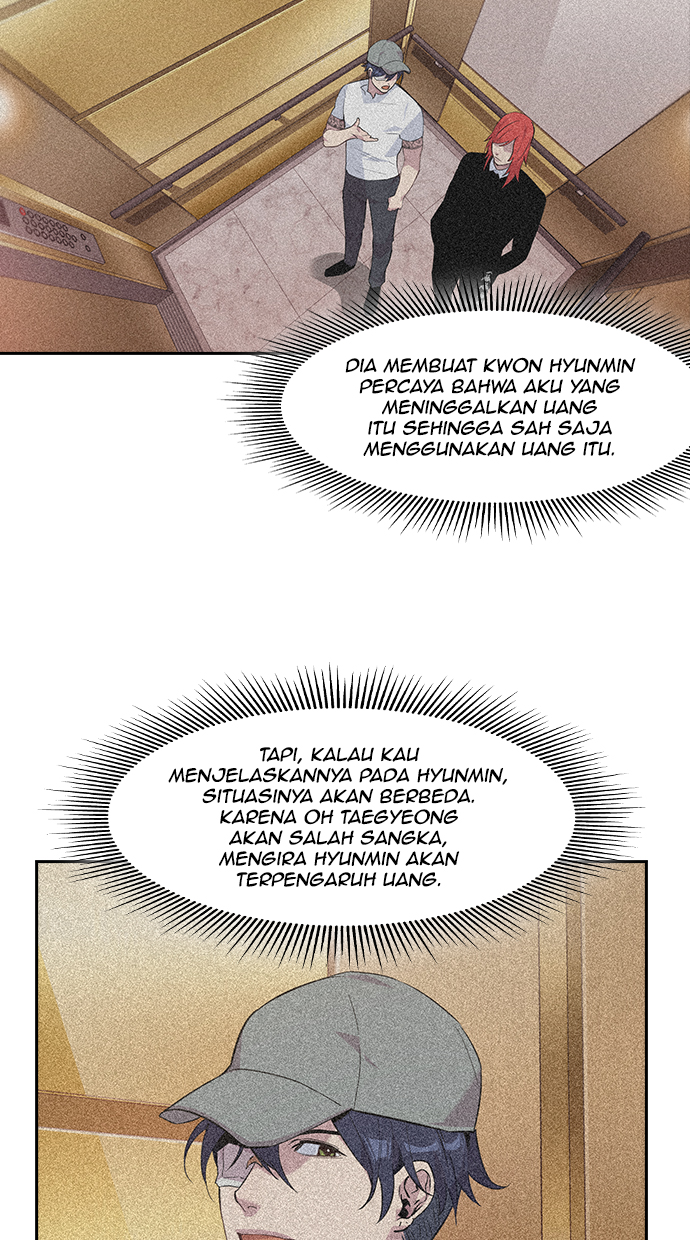 DIA MEMBUAT KWON HYUNMIN
PERCAYA BAHWA AKU YANG
MENINGGALKAN UANG
ITU SEHINGGA SAH SAJA
MENGGUNAKAN UANG ITU.
TAPI, KALAU KAU
MENJELASKANNYA PADA HYUNMIN,
SITUASINYA AKAN BERBEDA.
KARENA OH TAEGYEONG
AKAN SALAH SANGKA,
MENGIRA HYUNMIN AKAN
TERPENGARUH UANG.